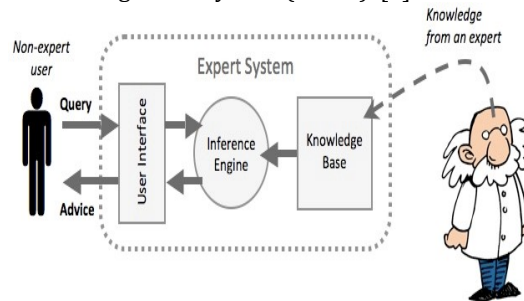 Knowledge
from an expert
Non-expert
user
Expert System
Query
User Interface
Inference
Engine
Knowledge
Base
Advice